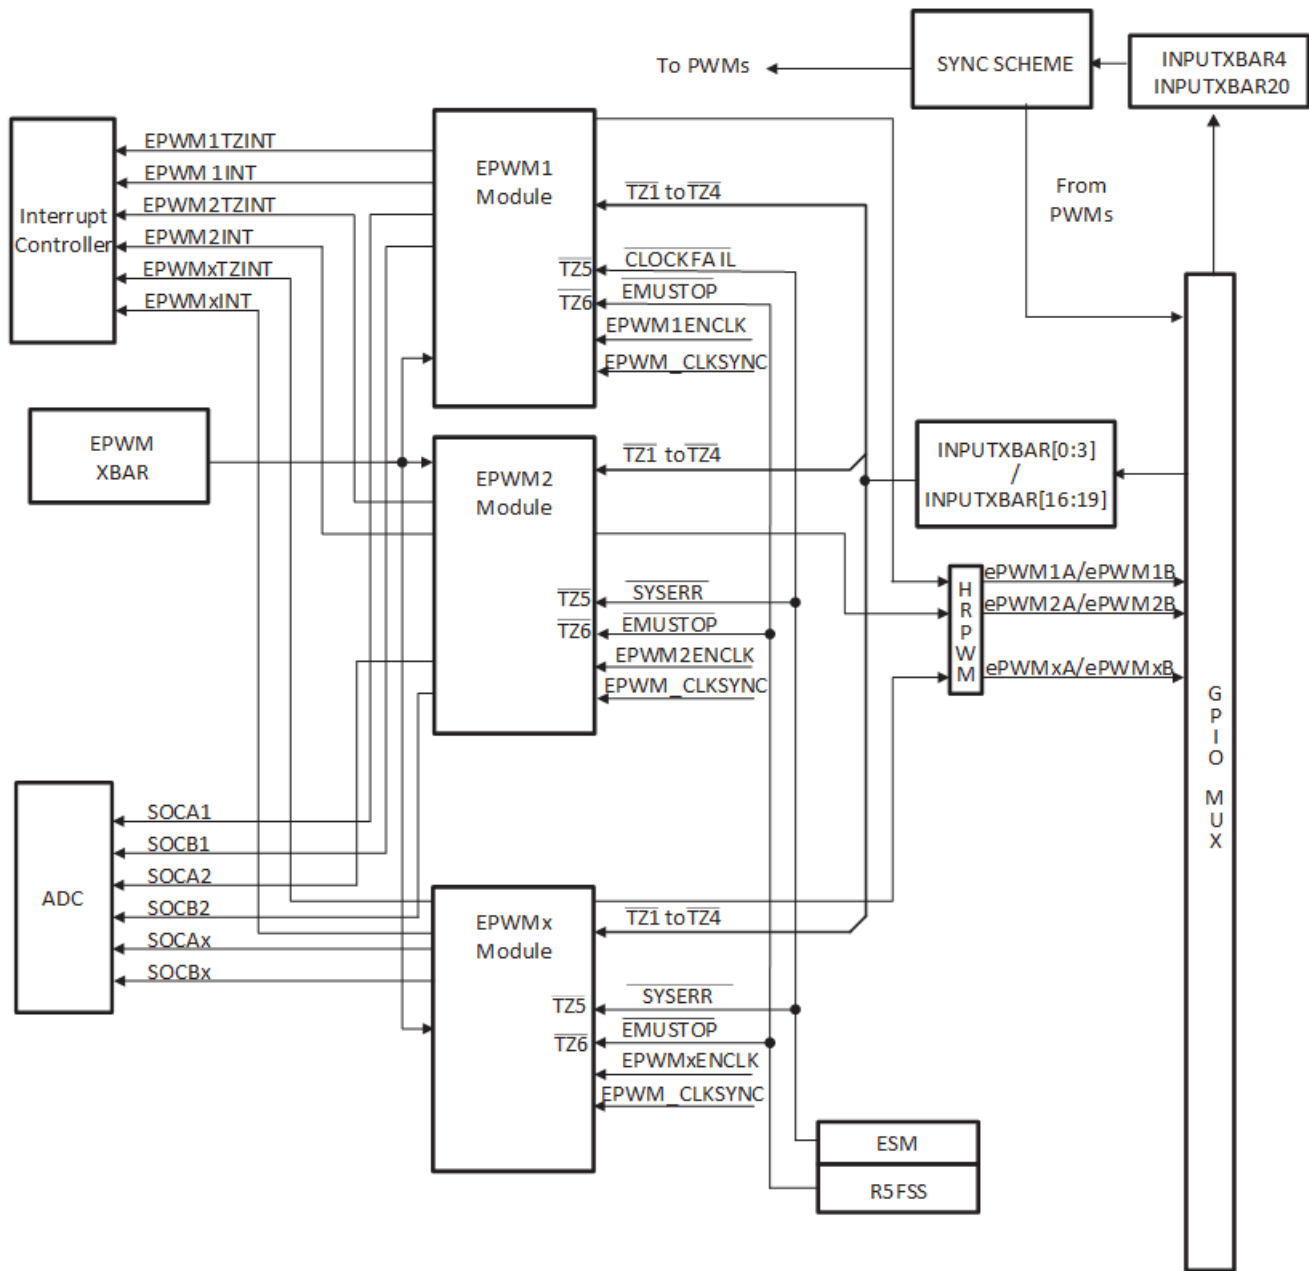 SYNC SCHEME
INPUTXBAR4
INPUTXBAR20
To PWMs
From
PWMs
Interrupt
Controller
EPWM1TZINT
EPWM1INT
EPWM2TZINT
EPWM2INT
EPWMxTZINT
EPWMxINT
EPWM1
Module
TZ1 to TZ4
TZ5
CLOCKFAIL
TZ6
EMUSTOP
EPWM1ENCLK
EPWM_CLKSYNC
EPWM
XBAR
EPWM2
Module
TZ1 to TZ4
TZ5
SYSERR
TZ6
EMUSTOP
EPWM2ENCLK
EPWM_CLKSYNC
INPUTXBAR[0:3]
/
INPUTXBAR[16:19]
HRPWM
ePWM1A/ePWM1B
ePWM2A/ePWM2B
ePWMxA/ePWMxB
GPIO MUX
ADC
SOCA1
SOCB1
SOCA2
SOCB2
SOCAx
SOCBx
EPWMx
Module
TZ1 to TZ4
TZ5
SYSERR
TZ6
EMUSTOP
EPWMxENCLK
EPWM_CLKSYNC
ESM
R5FSS